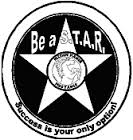 Be a S.T.A.R.
Success is your only option!